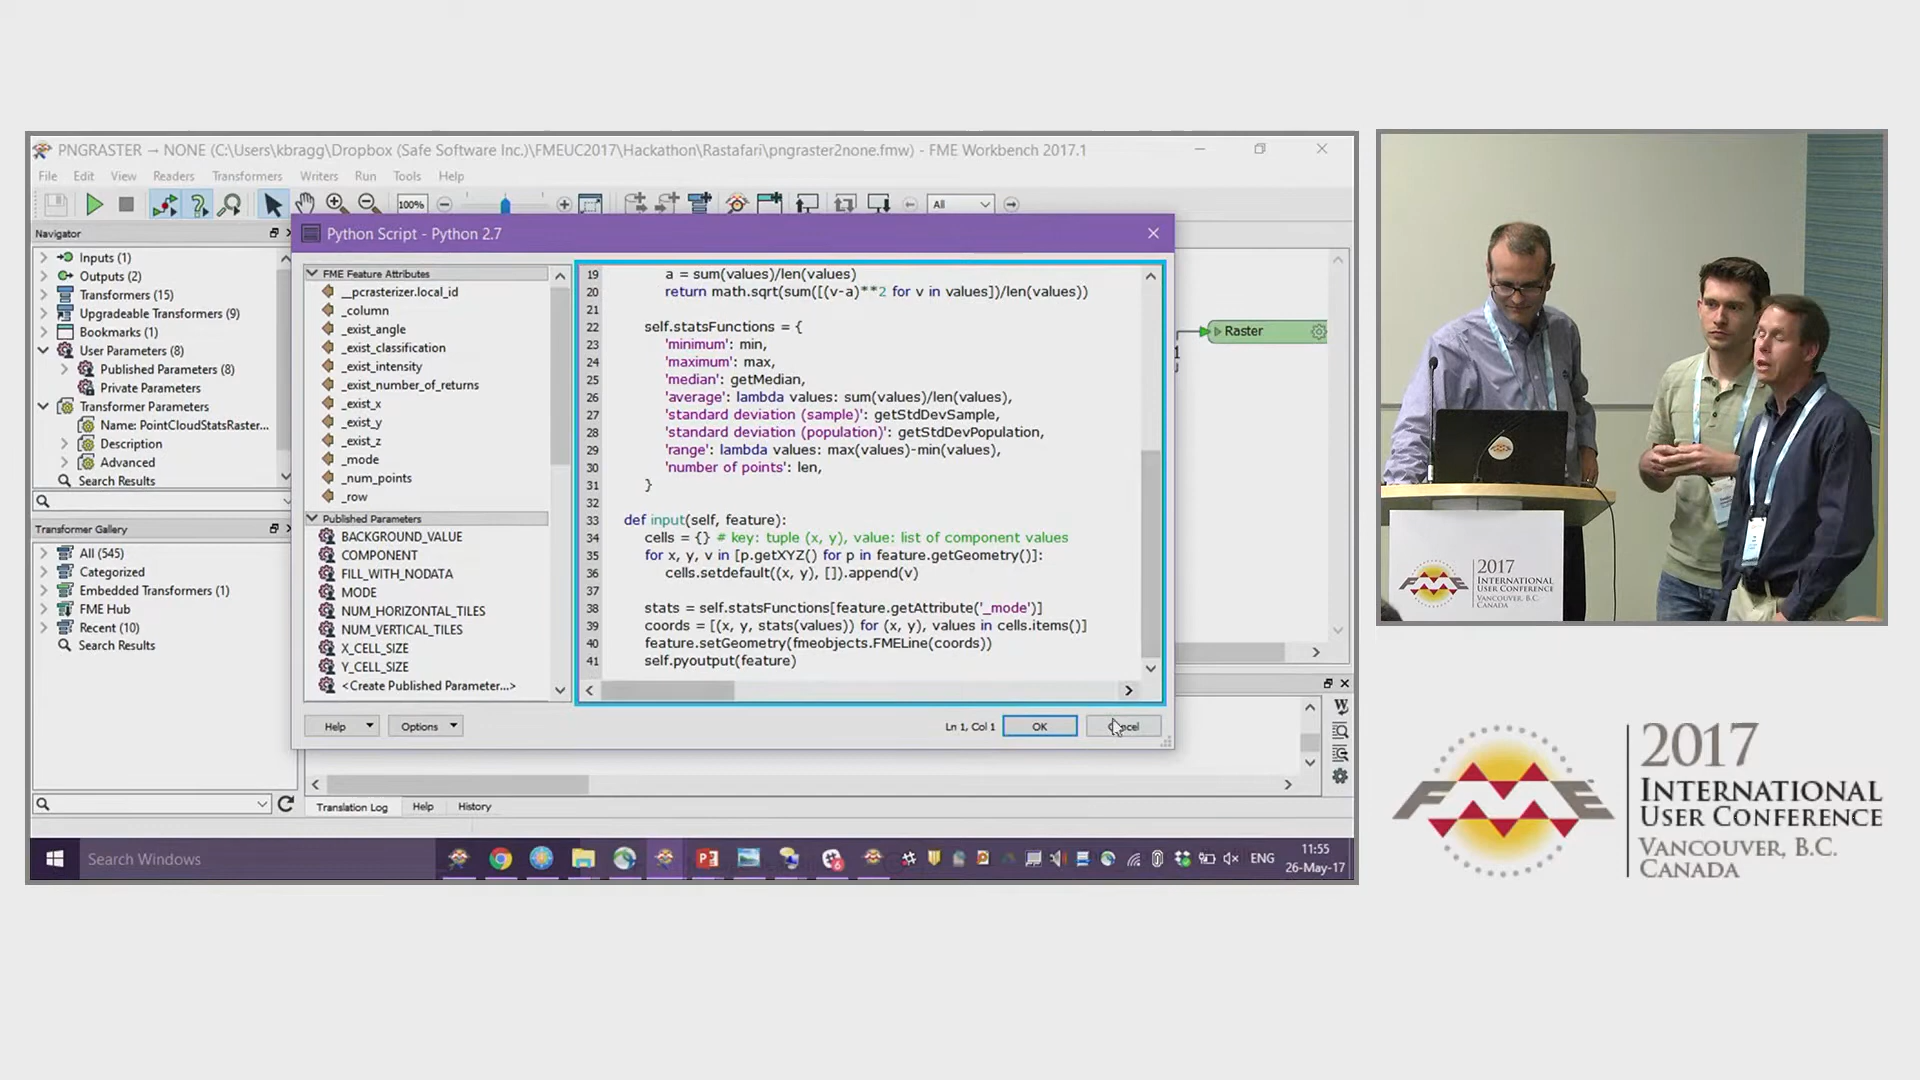 PNGRASTER → NONE (C:\Users\kbragg\Dropbox (Safe Software Inc.)\FMEUC2017\Hackathon\Rastafari\pngraster2none.fmw) - FME Workbench 2017.1
File Edit View Readers Transformers Writers Run Tools Help
100%
All
Navigator
Inputs (1)
Outputs (2)
Transformers (15)
Upgradeable Transformers (9)
Bookmarks (1)
User Parameters (8)
Published Parameters (8)
Private Parameters
Transformer Parameters
Name: PointCloudStatsRaster...
Description
Advanced
Search Results
Transformer Gallery
All (545)
Categorized
Embedded Transformers (1)
FME Hub
Recent (10)
Search Results
Python Script - Python 2.7
FME Feature Attributes
__pcrasterizer.local_id
_column
_exist_angle
_exist_classification
_exist_intensity
_exist_number_of_returns
_exist_x
_exist_y
_exist_z
_mode
_num_points
_row
Published Parameters
BACKGROUND_VALUE
COMPONENT
FILL_WITH_NODATA
MODE
NUM_HORIZONTAL_TILES
NUM_VERTICAL_TILES
X_CELL_SIZE
Y_CELL_SIZE
<Create Published Parameter...>
19 a = sum(values)/len(values)
20 return math.sqrt(sum([(v-a)**2 for v in values])/len(values))
21
22 self.statsFunctions = {
23 'minimum': min,
24 'maximum': max,
25 'median': getMedian,
26 'average': lambda values: sum(values)/len(values),
27 'standard deviation (sample)': getStdDevSample,
28 'standard deviation (population)': getStdDevPopulation,
29 'range': lambda values: max(values)-min(values),
30 'number of points': len,
31 }
32
33 def input(self, feature):
34 cells = {} # key: tuple (x, y), value: list of component values
35 for x, y, v in [p.getXYZ() for p in feature.getGeometry()]:
36 cells.setdefault((x, y), []).append(v)
37
38 stats = self.statsFunctions[feature.getAttribute('_mode')]
39 coords = [(x, y, stats(values)) for (x, y), values in cells.items()]
40 feature.setGeometry(fmeobjects.FMELine(coords))
41 self.pyoutput(feature)
Help Options Ln 1, Col 1 OK
Raster
Translation Log Help History
Search Windows
ENG
11:55
26-May-17
2017
INTERNATIONAL
USER CONFERENCE
VANCOUVER, B.C.
CANADA
FME
2017
INTERNATIONAL
USER CONFERENCE
VANCOUVER, B.C.
CANADA